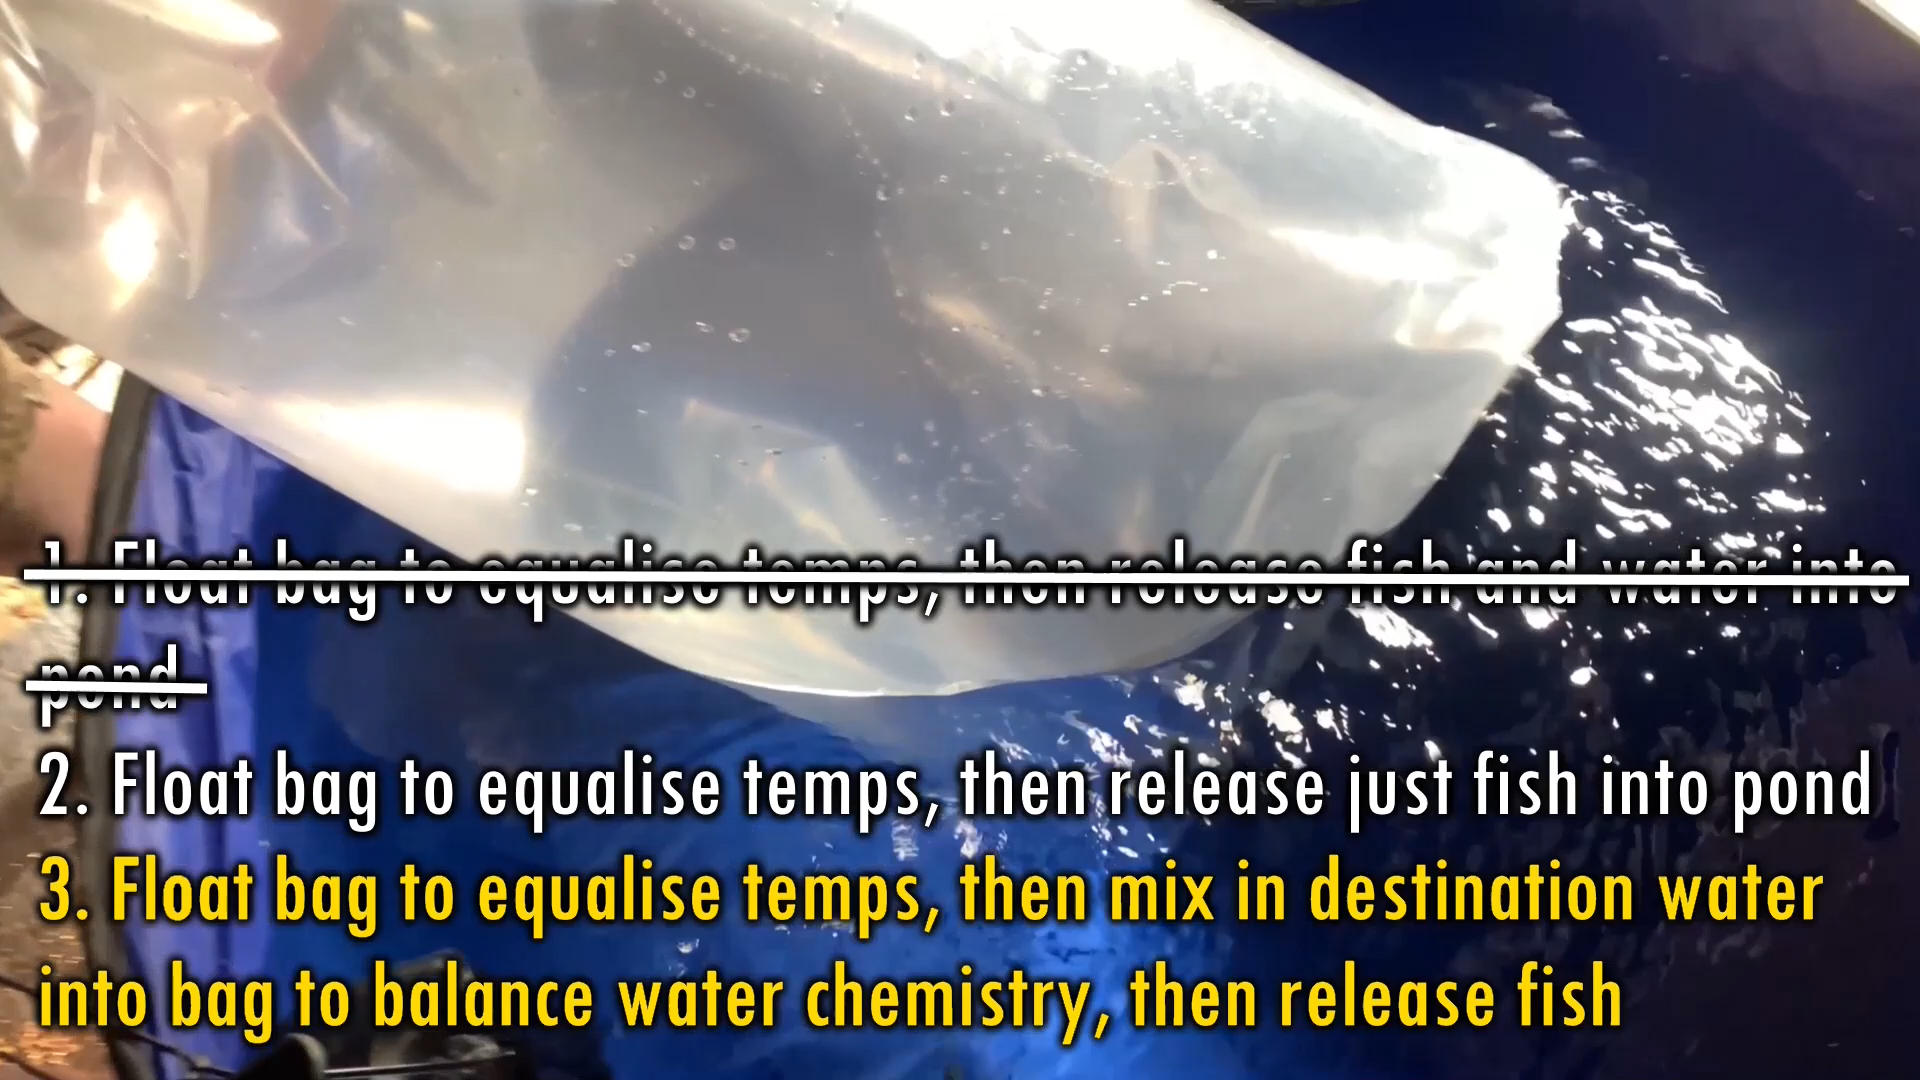 1. Float bag to equalise temps, then release fish and water into
pond
2. Float bag to equalise temps, then release just fish into pond
3. Float bag to equalise temps, then mix in destination water
into bag to balance water chemistry, then release fish